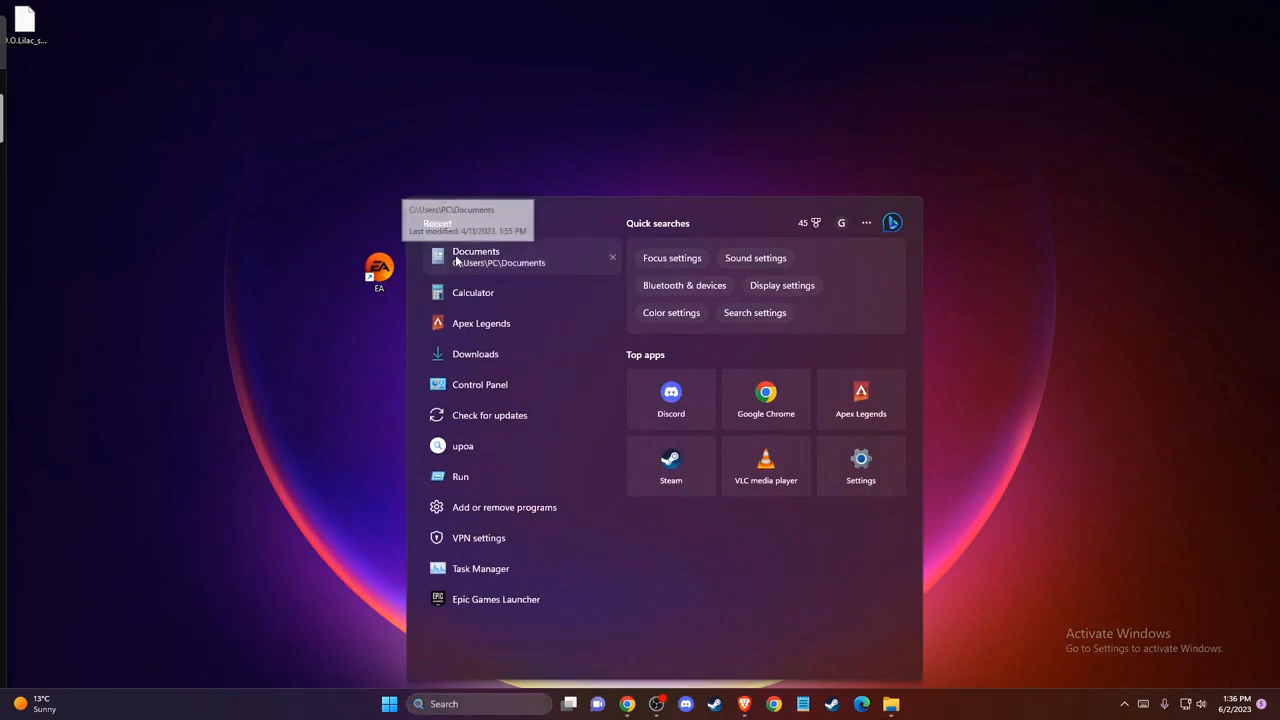 O.Lilac_s...
EA
C:\Users\PC\Documents
Recent
Last modified: 4/11/2023, 1:55 PM
Documents
C:\Users\PC\Documents
Calculator
Apex Legends
Downloads
Control Panel
Check for updates
upoa
Run
Add or remove programs
VPN settings
Task Manager
Epic Games Launcher
Quick searches
45
G
...
Focus settings
Sound settings
Bluetooth & devices
Display settings
Color settings
Search settings
Top apps
Discord
Google Chrome
Apex Legends
Steam
VLC media player
Settings
Activate Windows
Go to Settings to activate Windows.
13°C
Sunny
Search
1:36 PM
6/2/2023
5